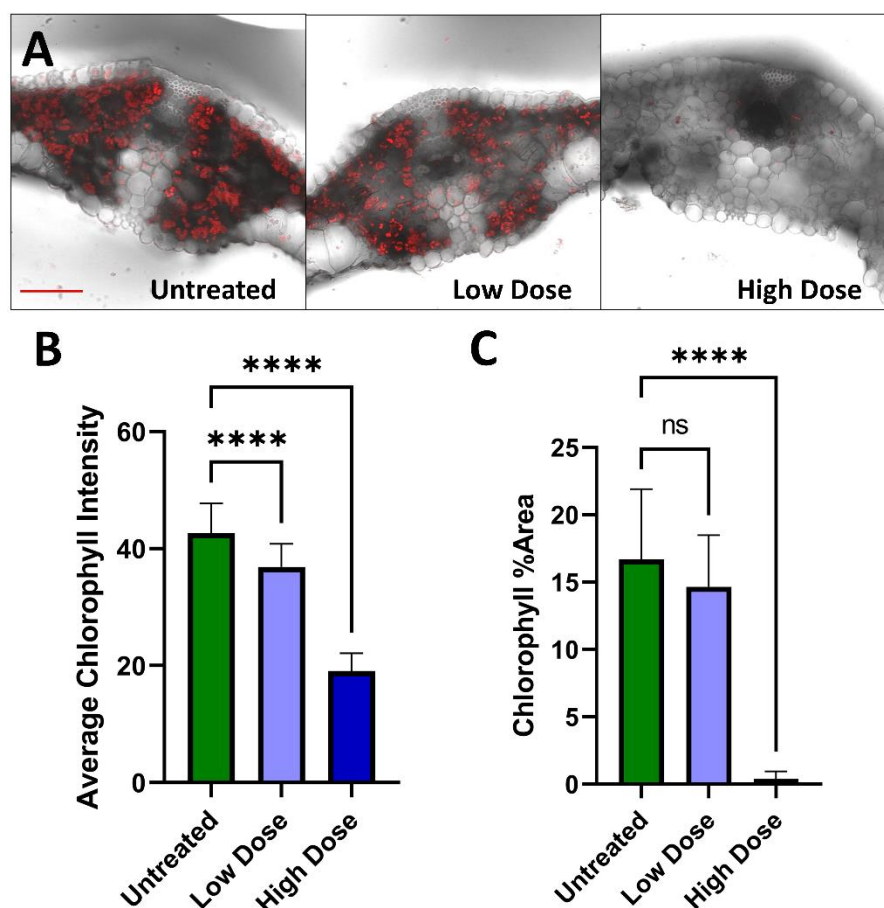 A
Untreated
Low Dose
High Dose
B
****
****
60
40
20
0
Average Chlorophyll Intensity
Untreated
Low Dose
High Dose
C
****
ns
25
20
15
10
5
0
Chlorophyll %Area
Untreated
Low Dose
High Dose